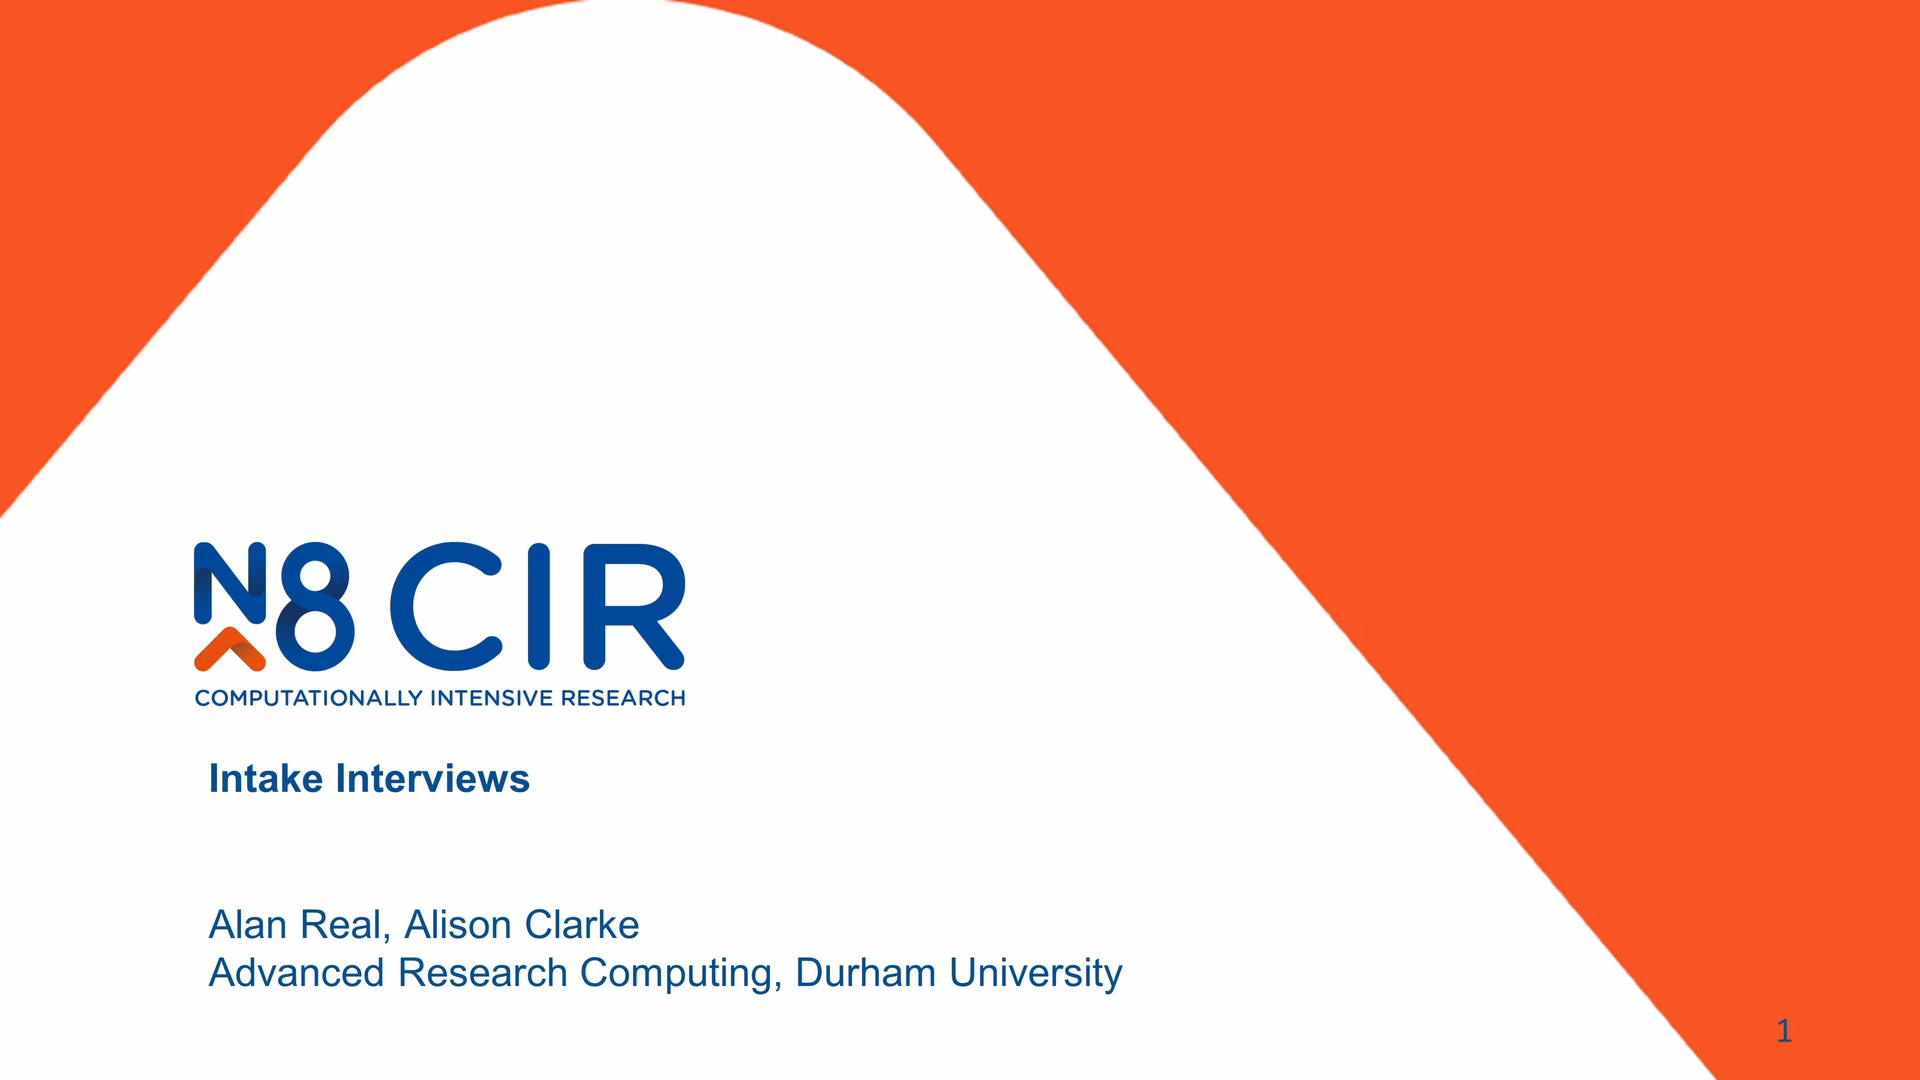 N8 CIR
COMPUTATIONALLY INTENSIVE RESEARCH
Intake Interviews
Alan Real, Alison Clarke
Advanced Research Computing, Durham University
1